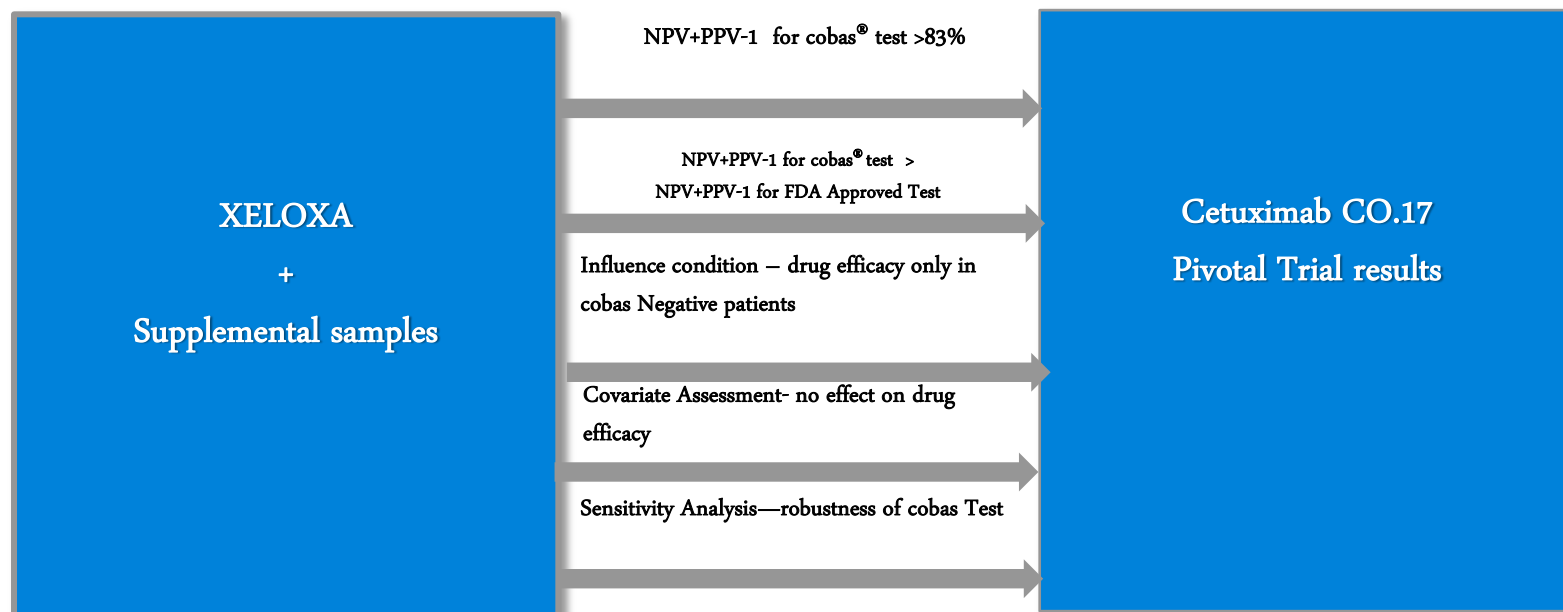 XELOXA
+
Supplemental samples
NPV+PPV-1 for cobas® test >83%
NPV+PPV-1 for cobas® test >
NPV+PPV-1 for FDA Approved Test
Influence condition – drug efficacy only in
cobas Negative patients
Covariate Assessment- no effect on drug
efficacy
Sensitivity Analysis—robustness of cobas Test
Cetuximab CO.17
Pivotal Trial results